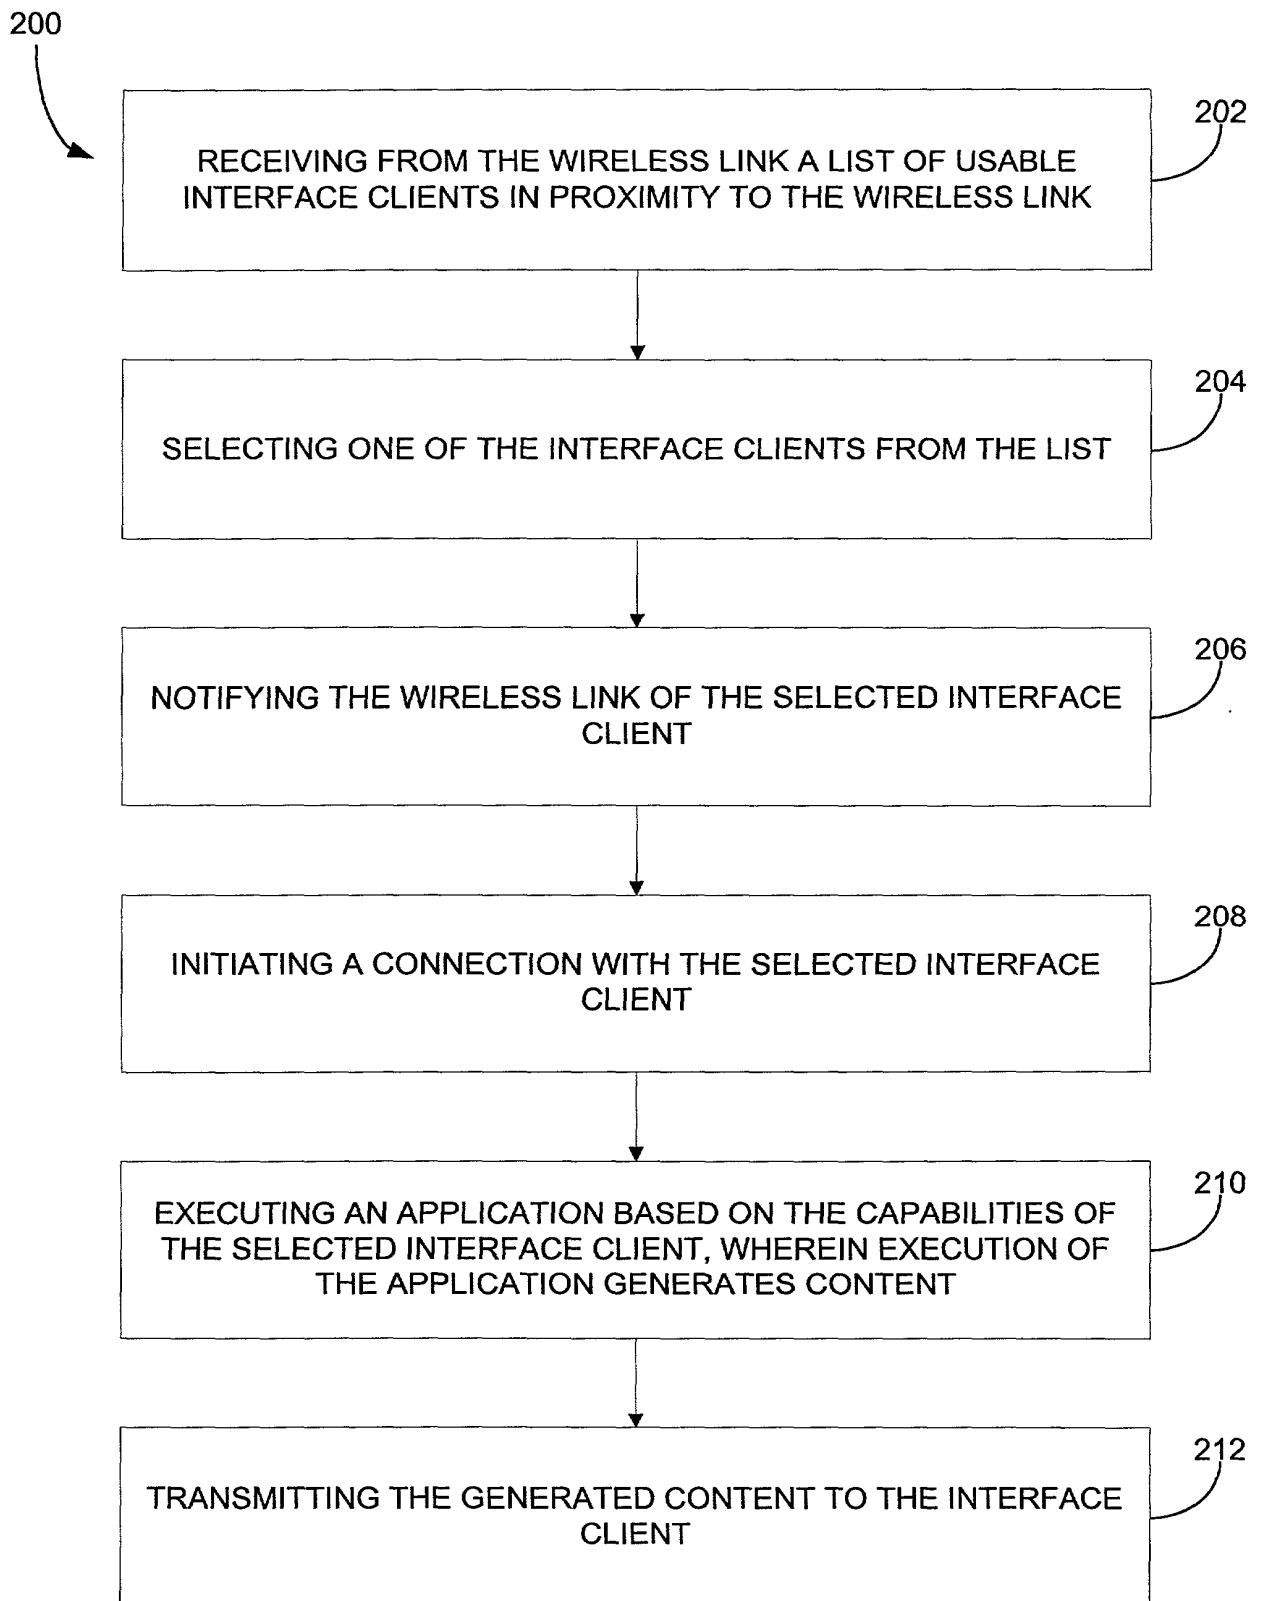 200
202
RECEIVING FROM THE WIRELESS LINK A LIST OF USABLE
INTERFACE CLIENTS IN PROXIMITY TO THE WIRELESS LINK
204
SELECTING ONE OF THE INTERFACE CLIENTS FROM THE LIST
206
NOTIFYING THE WIRELESS LINK OF THE SELECTED INTERFACE
CLIENT
208
INITIATING A CONNECTION WITH THE SELECTED INTERFACE
CLIENT
210
EXECUTING AN APPLICATION BASED ON THE CAPABILITIES OF
THE SELECTED INTERFACE CLIENT, WHEREIN EXECUTION OF
THE APPLICATION GENERATES CONTENT
212
TRANSMITTING THE GENERATED CONTENT TO THE INTERFACE
CLIENT